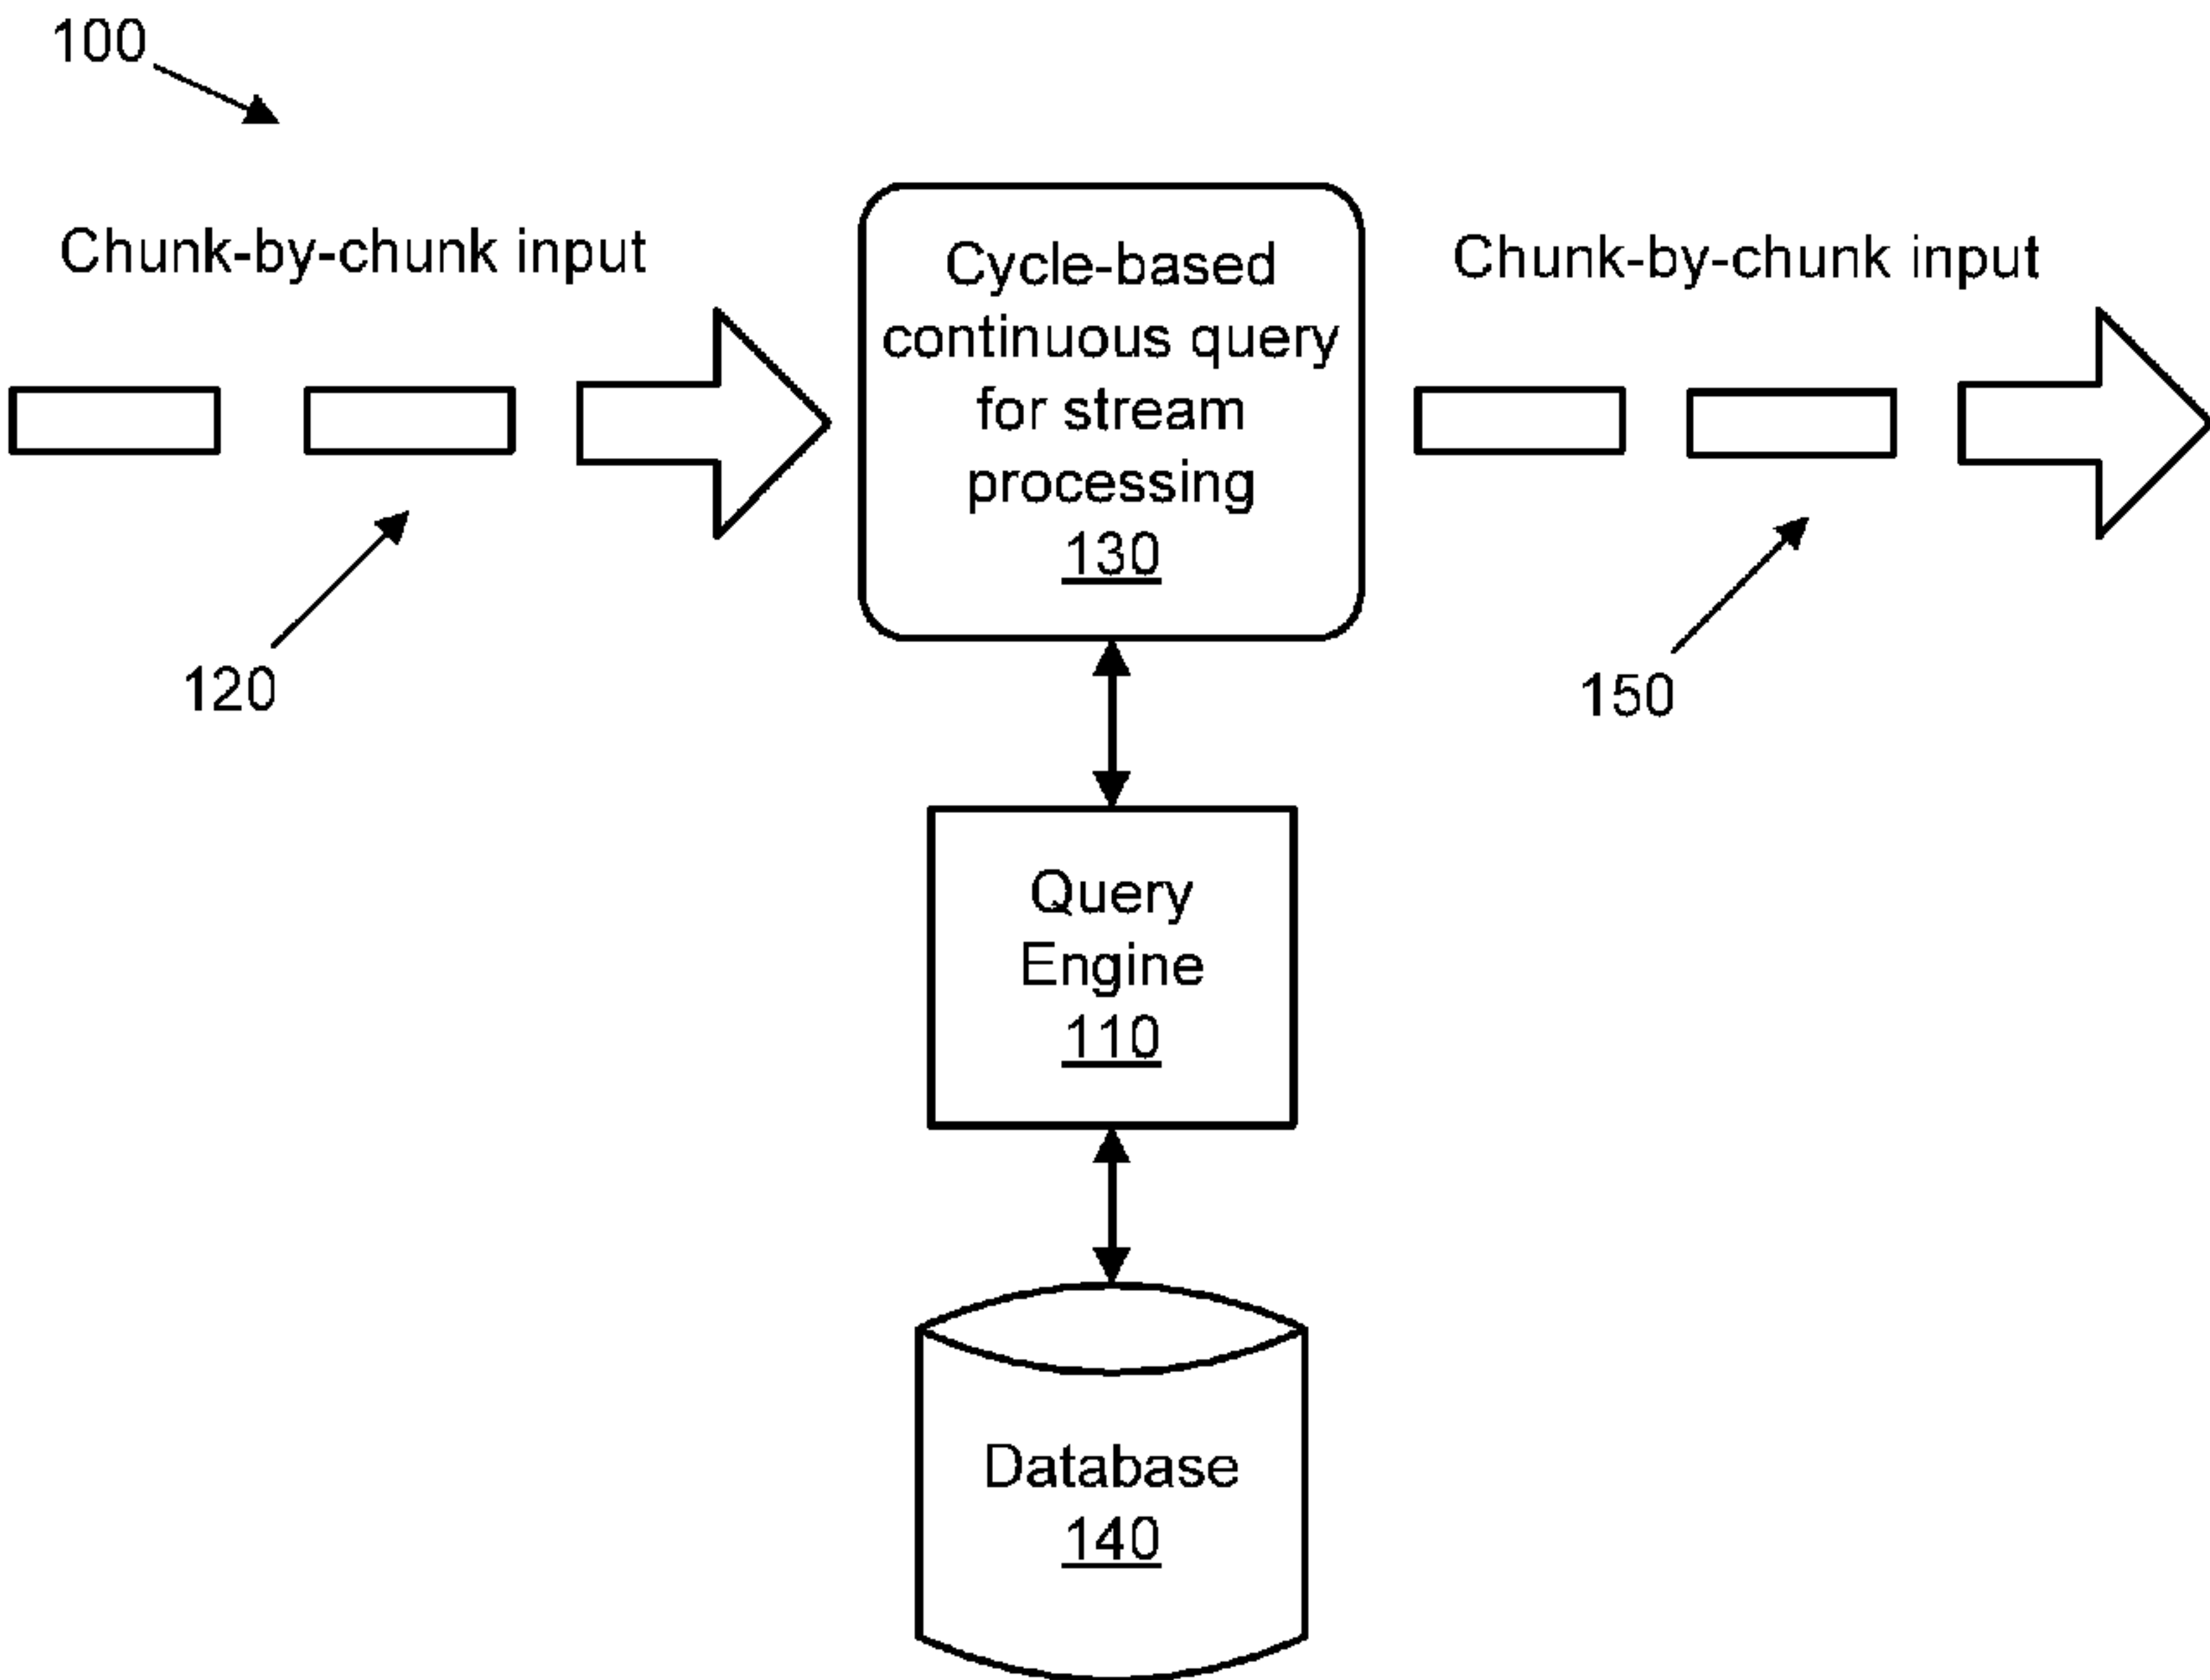 100
Chunk-by-chunk input
Cycle-based
continuous query
for stream
processing
130
Chunk-by-chunk input
120
150
Query
Engine
110
Database
140